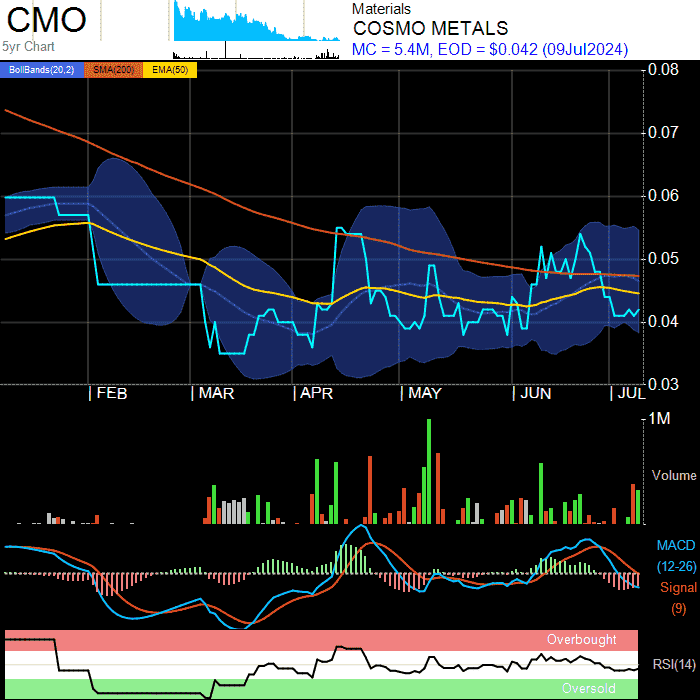 CMO
5yr Chart
Materials
COSMO METALS
MC = 5.4M, EOD = $0.042 (09Jul2024)
BollBands(20,2) SMA(200) EMA(50)
0.08
0.07
0.06
0.05
0.04
0.03
FEB MAR APR MAY JUN JUL
1M
Volume
MACD
(12-26)
Signal
(9)
Overbought
RSI(14)
Oversold